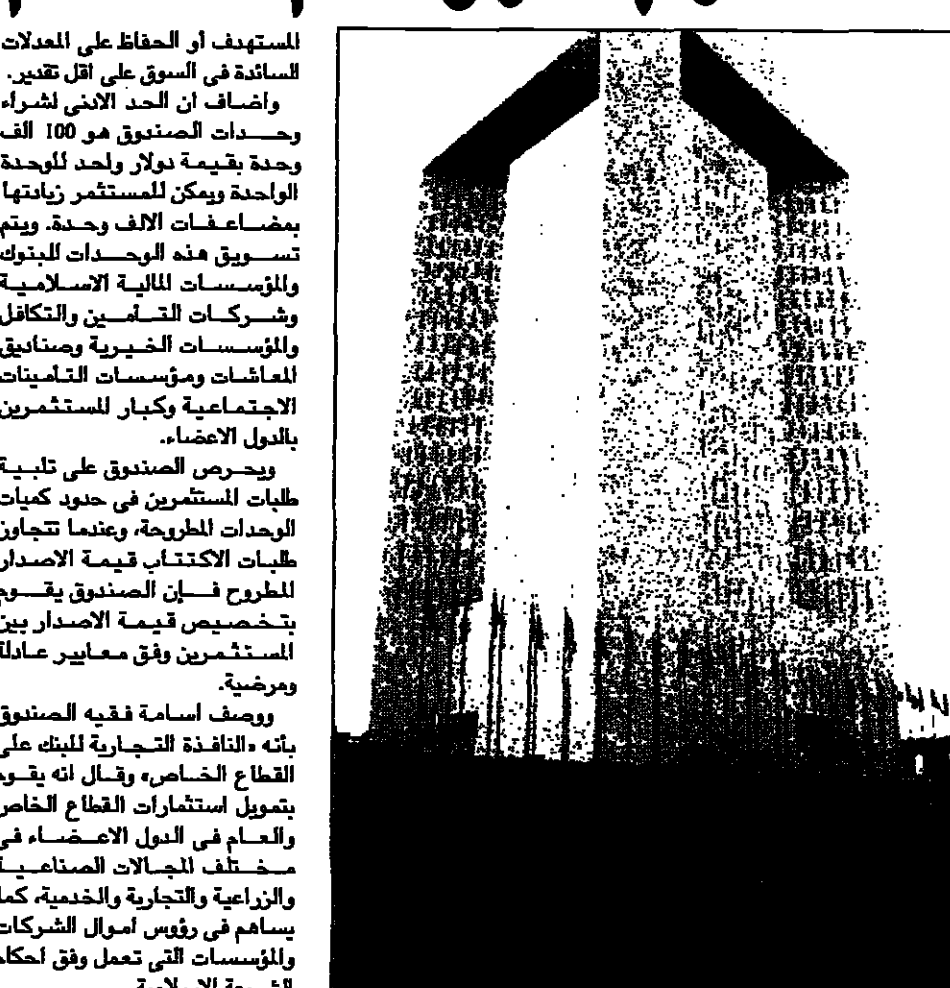 المستهدف أو الحفاظ على المعدلات
السائدة في السوق على اقل تقدير.
واضاف ان الحد الادنى لشراء
وحدات الصندوق هو 100 الف
وحدة بقيمة دولار واحد للوحدة
الواحدة ويمكن للمستثمر زيادتها
بمضاعفات الالف وحدة. ويتم
تسويق هذه الوحدات للبنوك
والمؤسسات المالية الاسلامية
وشركات التأمين والتكافل
والمؤسسات الخيرية وصناديق
المعاشات ومؤسسات التأمينات
الاجتماعية وكبار المستثمرين
بالدول الاعضاء.
ويحرص الصندوق على تلبية
طلبات المستثمرين في حدود كميات
الوحدات المطروحة، وعندما تتجاوز
طلبات الاكتتاب قيمة الاصدار
المطروح فإن الصندوق يقوم
بتخصيص قيمة الاصدار بين
المستثمرين وفق معايير عادلة
ومرضية.
ووصف اسامة فقيه الصندوق
بأنه «النافذة التجارية للبنك على
القطاع الخاص» وقال انه يقوم
بتمويل استثمارات القطاع الخاص
والعام في الدول الاعضاء في
مختلف المجالات الصناعية
والزراعية والتجارية والخدمية، كما
يساهم في رؤوس اموال الشركات
والمؤسسات التي تعمل وفق احكام
الشريعة الاسلامية